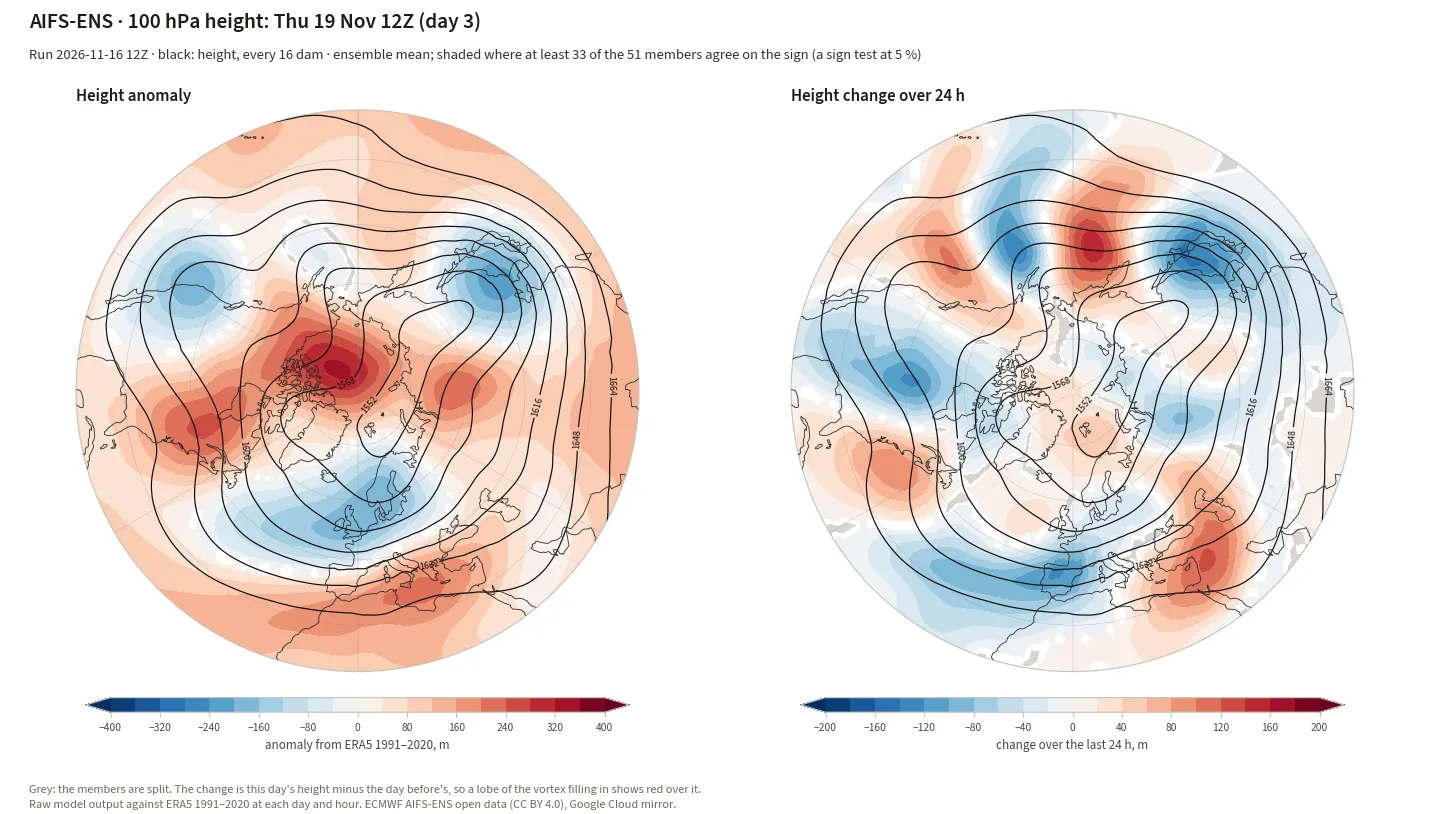 AIFS-ENS · 100 hPa height: Thu 19 Nov 12Z (day 3)
Run 2026-11-16 12Z · black: height, every 16 dam · ensemble mean; shaded where at least 33 of the 51 members agree on the sign (a sign test at 5 %)
Height anomaly
Height change over 24 h
1568
1552
1600
1616
1632
1648
1664
1568
1552
1600
1616
1632
1648
1664
−400 −320 −240 −160 −80 0 80 160 240 320 400
anomaly from ERA5 1991–2020, m
−200 −160 −120 −80 −40 0 40 80 120 160 200
change over the last 24 h, m
Grey: the members are split. The change is this day's height minus the day before's, so a lobe of the vortex filling in shows red over it.
Raw model output against ERA5 1991–2020 at each day and hour. ECMWF AIFS-ENS open data (CC BY 4.0), Google Cloud mirror.